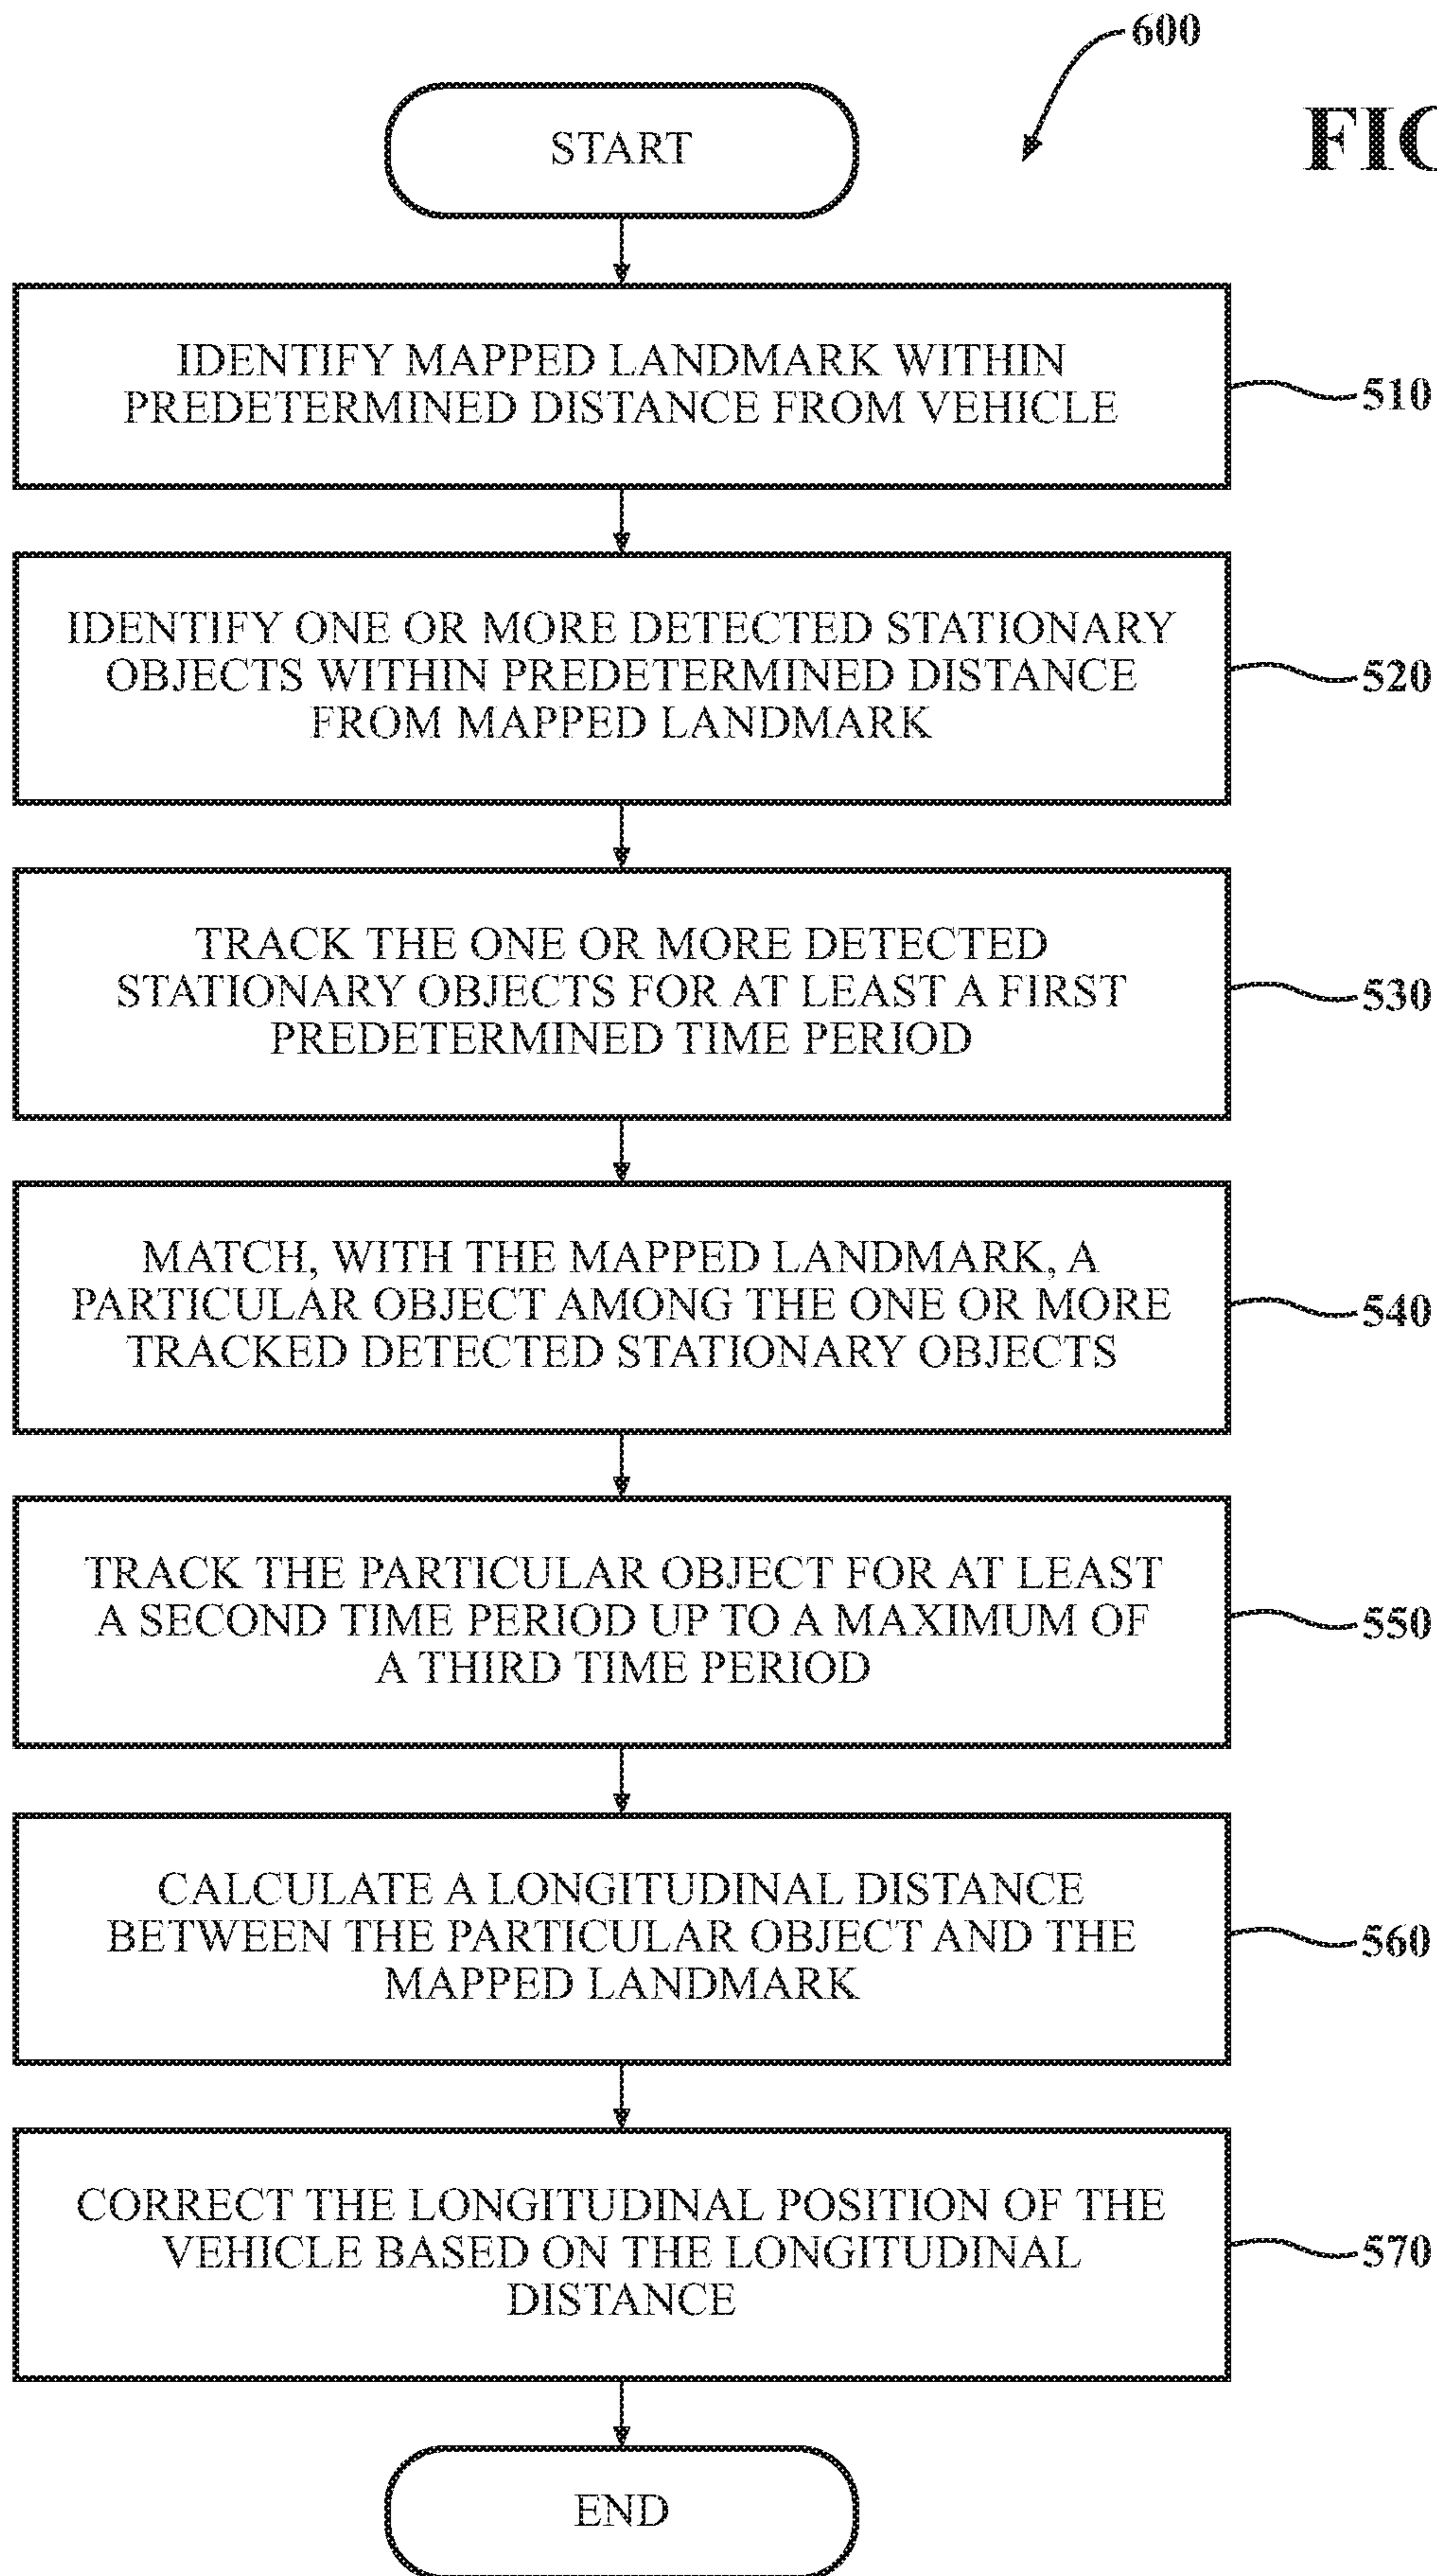 600
FIG
START
IDENTIFY MAPPED LANDMARK WITHIN
PREDETERMINED DISTANCE FROM VEHICLE
510
IDENTIFY ONE OR MORE DETECTED STATIONARY
OBJECTS WITHIN PREDETERMINED DISTANCE
FROM MAPPED LANDMARK
520
TRACK THE ONE OR MORE DETECTED
STATIONARY OBJECTS FOR AT LEAST A FIRST
PREDETERMINED TIME PERIOD
530
MATCH, WITH THE MAPPED LANDMARK, A
PARTICULAR OBJECT AMONG THE ONE OR MORE
TRACKED DETECTED STATIONARY OBJECTS
540
TRACK THE PARTICULAR OBJECT FOR AT LEAST
A SECOND TIME PERIOD UP TO A MAXIMUM OF
A THIRD TIME PERIOD
550
CALCULATE A LONGITUDINAL DISTANCE
BETWEEN THE PARTICULAR OBJECT AND THE
MAPPED LANDMARK
560
CORRECT THE LONGITUDINAL POSITION OF THE
VEHICLE BASED ON THE LONGITUDINAL
DISTANCE
570
END